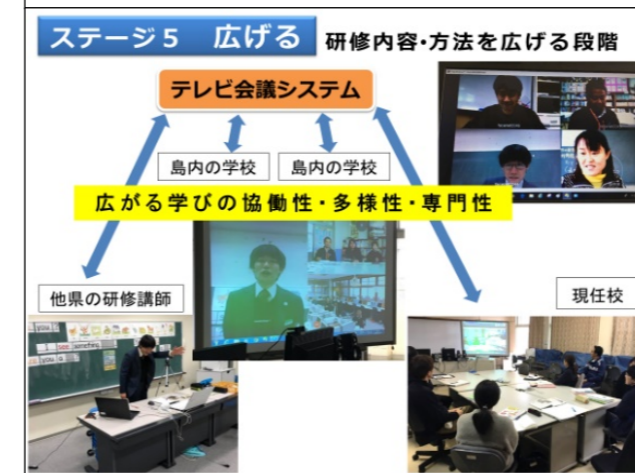 ステージ５　広げる
研修内容・方法を広げる段階
テレビ会議システム
島内の学校
島内の学校
広がる学びの協働性・多様性・専門性
他県の研修講師
現任校
something